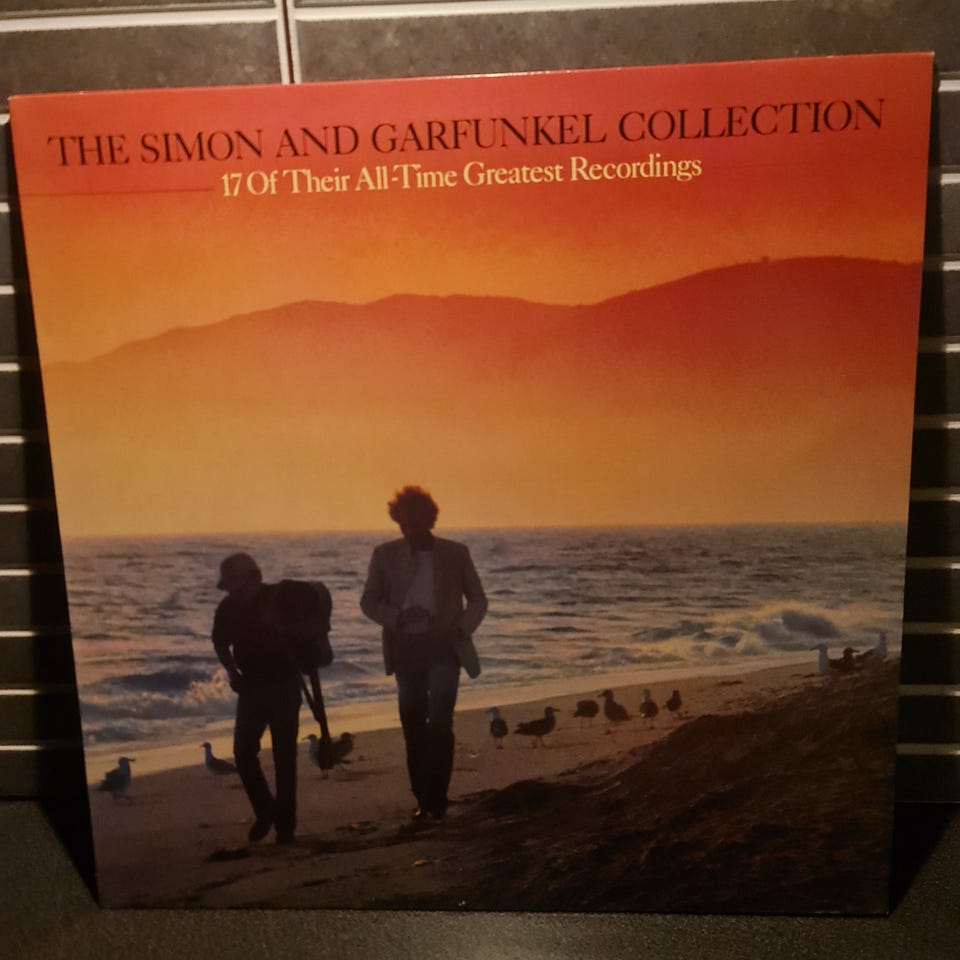 THE SIMON AND GARFUNKEL COLLECTION
17 Of Their All-Time Greatest Recordings